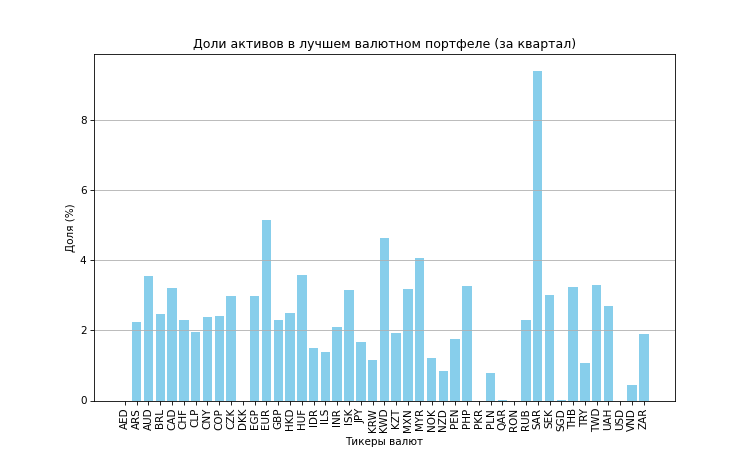 Доли активов в лучшем валютном портфеле (за квартал)
Доля (%)
8
6
4
2
0
AED ARS AUD BRL CAD CHF CLP CNY COP CZK DKK EGP EUR GBP HKD HUF IDR ILS INR ISK JPY KRW KWD KZT MXN MYR NOK NZD PEN PHP PKR PLN QAR RON RUB SAR SEK SGD THB TRY TWD UAH USD VND ZAR
Тикеры валют